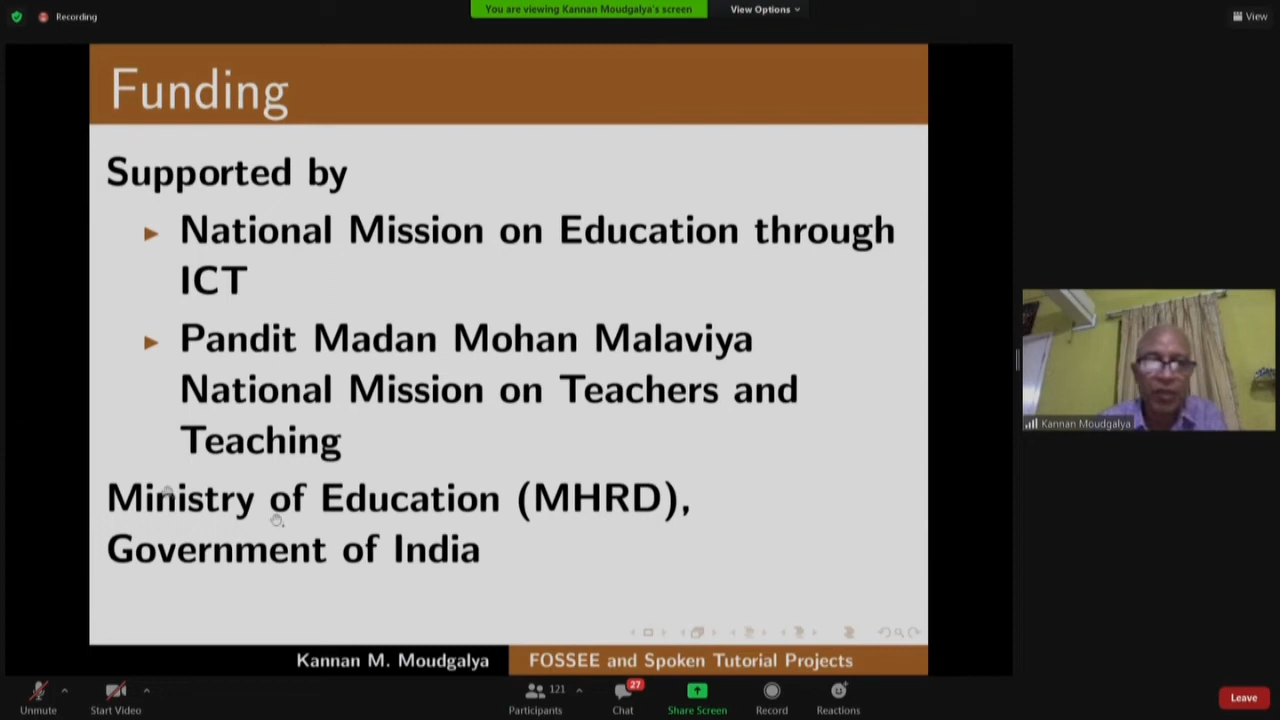 Recording
You are viewing Kannan Moudgalya's screen
View Options
View
Funding
Supported by
National Mission on Education through
ICT
Pandit Madan Mohan Malaviya
National Mission on Teachers and
Teaching
Ministry of Education (MHRD),
Government of India
Kannan Moudgalya
Kannan M. Moudgalya
FOSSEE and Spoken Tutorial Projects
Unmute
Start Video
121
Participants
27
Chat
Share Screen
Record
Reactions
Leave